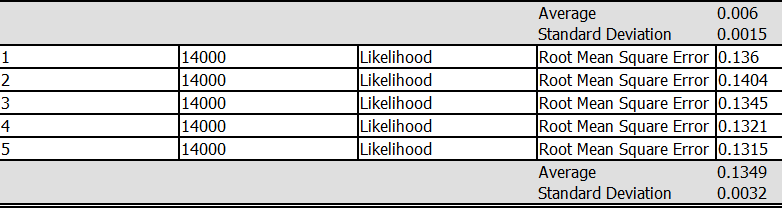 Average 0.006
Standard Deviation 0.0015
1 14000 Likelihood Root Mean Square Error 0.136
2 14000 Likelihood Root Mean Square Error 0.1404
3 14000 Likelihood Root Mean Square Error 0.1345
4 14000 Likelihood Root Mean Square Error 0.1321
5 14000 Likelihood Root Mean Square Error 0.1315
Average 0.1349
Standard Deviation 0.0032